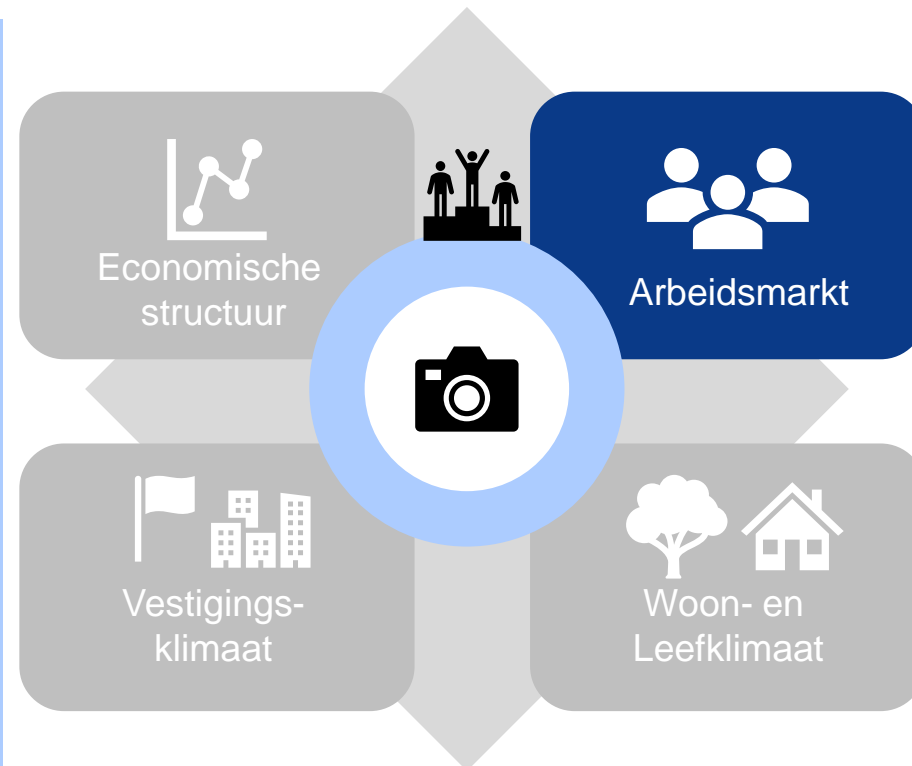 Economische
structuur
Arbeidsmarkt
Vestigings-
klimaat
Woon- en
Leefklimaat